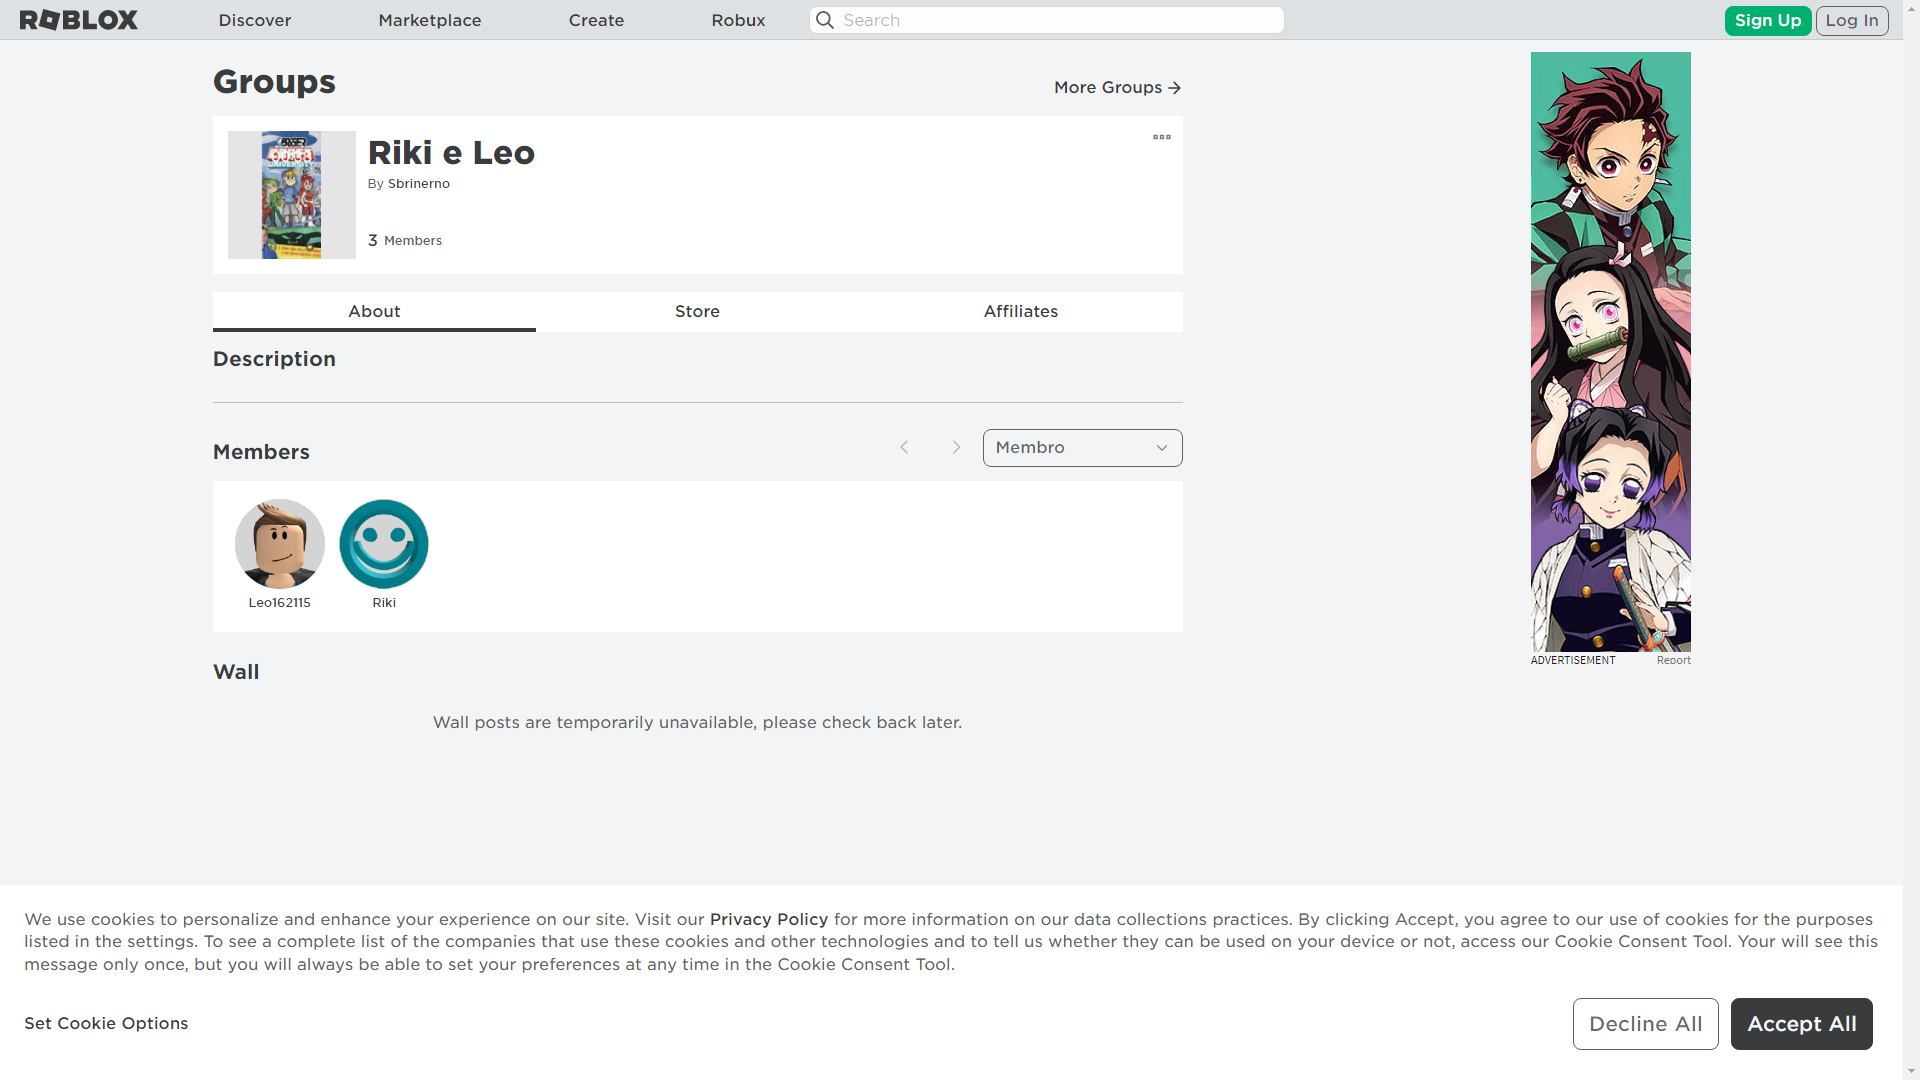 ROBLOX
Discover
Marketplace
Create
Robux
Search
Sign Up
Log In
Groups
More Groups
Riki e Leo
By Sbrinerno
3 Members
About
Store
Affiliates
Description
Members
Membro
Leo162115
Riki
Wall
Wall posts are temporarily unavailable, please check back later.
ADVERTISEMENT
Report
We use cookies to personalize and enhance your experience on our site. Visit our Privacy Policy for more information on our data collections practices. By clicking Accept, you agree to our use of cookies for the purposes
listed in the settings. To see a complete list of the companies that use these cookies and other technologies and to tell us whether they can be used on your device or not, access our Cookie Consent Tool. Your will see this
message only once, but you will always be able to set your preferences at any time in the Cookie Consent Tool.
Set Cookie Options
Decline All
Accept All